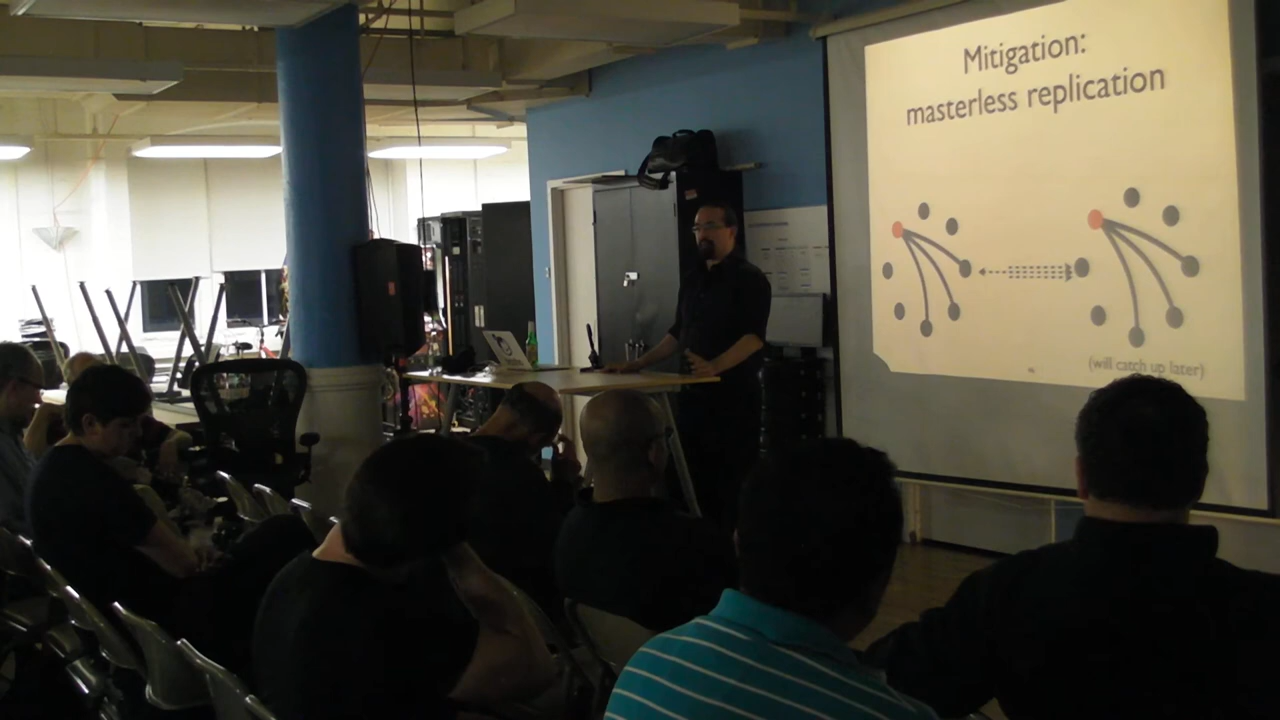 Mitigation:
masterless replication
(will catch up later)